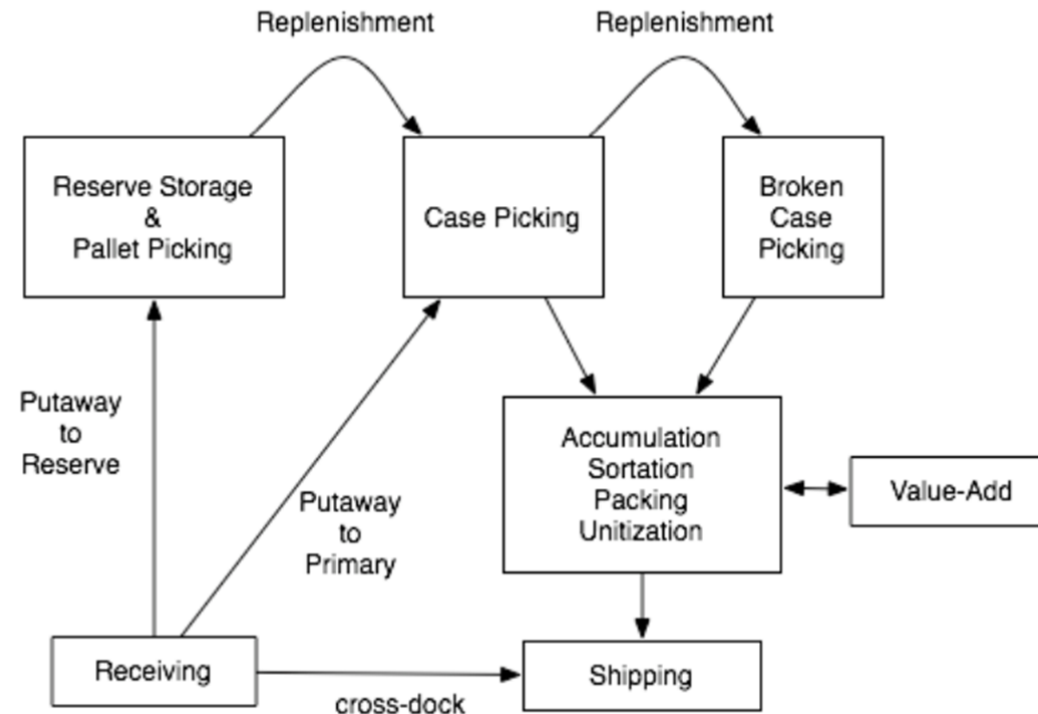 Replenishment
Replenishment
Reserve Storage
&
Pallet Picking
Case Picking
Broken
Case
Picking
Putaway
to
Reserve
Putaway
to
Primary
Accumulation
Sortation
Packing
Unitization
Value-Add
Receiving
cross-dock
Shipping